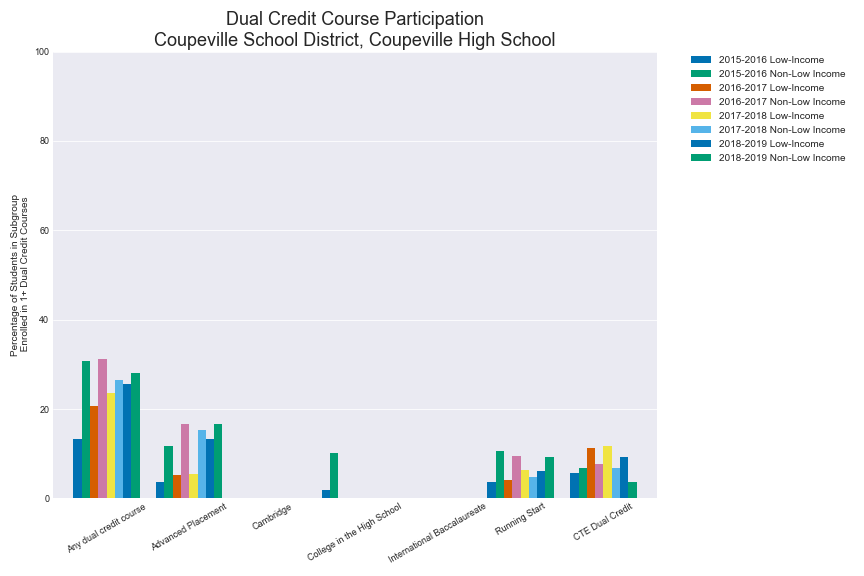 Dual Credit Course Participation
Coupeville School District, Coupeville High School
Percentage of Students in Subgroup
Enrolled in 1+ Dual Credit Courses
100
80
60
40
20
0
Any dual credit course
Advanced Placement
Cambridge
College in the High School
International Baccalaureate
Running Start
CTE Dual Credit
2015-2016 Low-Income
2015-2016 Non-Low Income
2016-2017 Low-Income
2016-2017 Non-Low Income
2017-2018 Low-Income
2017-2018 Non-Low Income
2018-2019 Low-Income
2018-2019 Non-Low Income